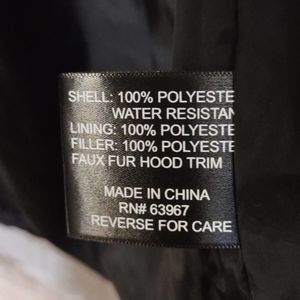 SHELL: 100% POLYESTE
WATER RESISTAN
LINING: 100% POLYESTE
FILLER: 100% POLYESTE
FAUX FUR HOOD TRIM
MADE IN CHINA
RN# 63967
REVERSE FOR CARE